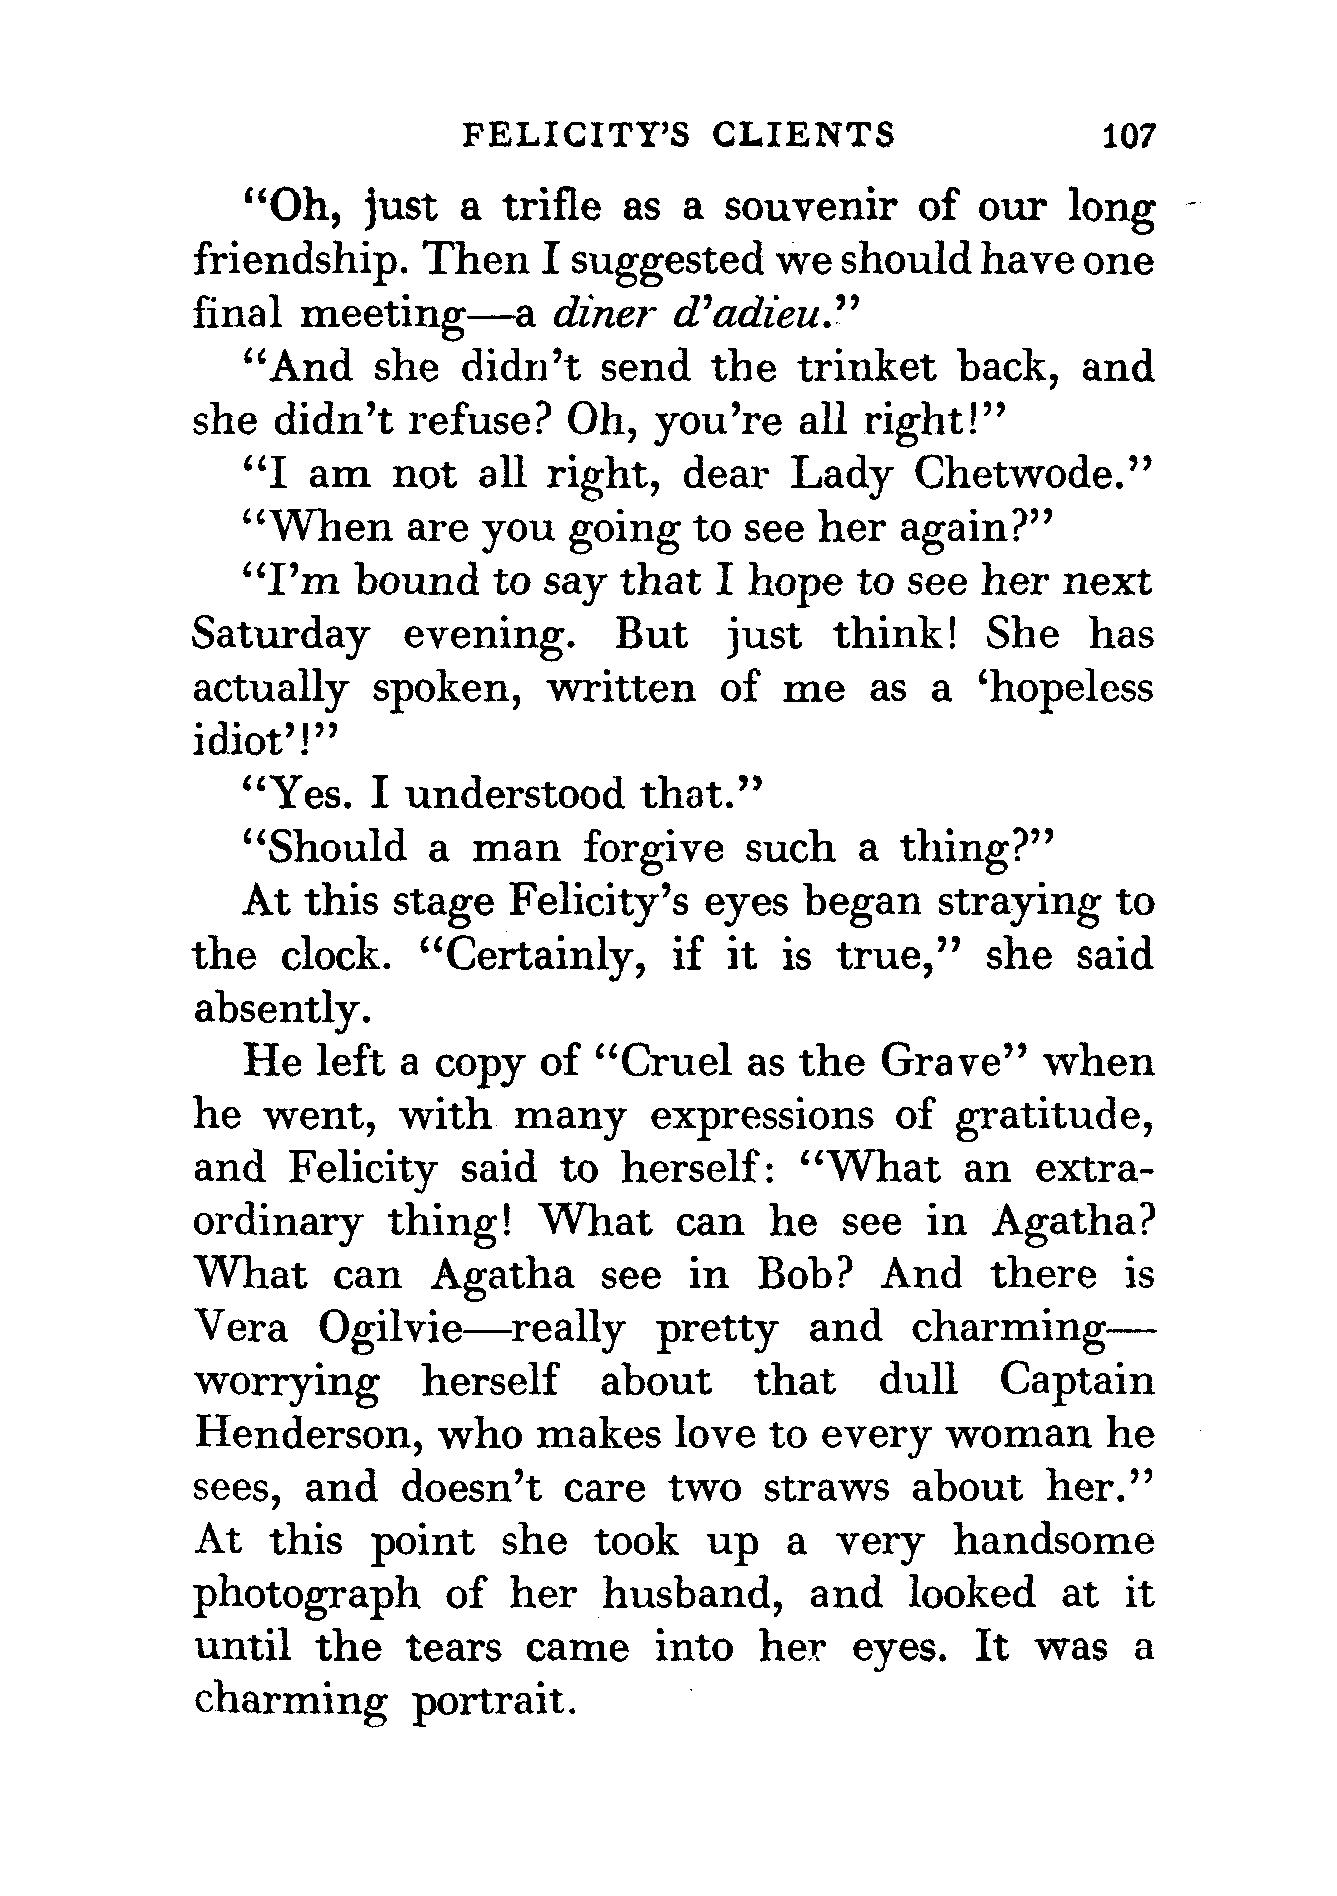 FELICITY'S CLIENTS 107
“Oh, just a trifle as a souvenir of our long
friendship. Then I suggested we should have one
final meeting—a diner d'adieu.”
“And she didn't send the trinket back, and
she didn't refuse? Oh, you're all right!”
“I am not all right, dear Lady Chetwode.”
“When are you going to see her again?”
“I'm bound to say that I hope to see her next
Saturday evening. But just think! She has
actually spoken, written of me as a ‘hopeless
idiot’!”
“Yes. I understood that.”
“Should a man forgive such a thing?”
At this stage Felicity's eyes began straying to
the clock. “Certainly, if it is true,” she said
absently.
He left a copy of “Cruel as the Grave” when
he went, with many expressions of gratitude,
and Felicity said to herself: “What an extra-
ordinary thing! What can he see in Agatha?
What can Agatha see in Bob? And there is
Vera Ogilvie—really pretty and charming—
worrying herself about that dull Captain
Henderson, who makes love to every woman he
sees, and doesn't care two straws about her.”
At this point she took up a very handsome
photograph of her husband, and looked at it
until the tears came into her eyes. It was a
charming portrait.